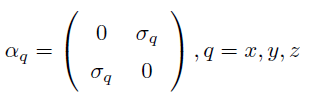 α_q = ( 0 σ_q
σ_q 0 ) , q = x, y, z